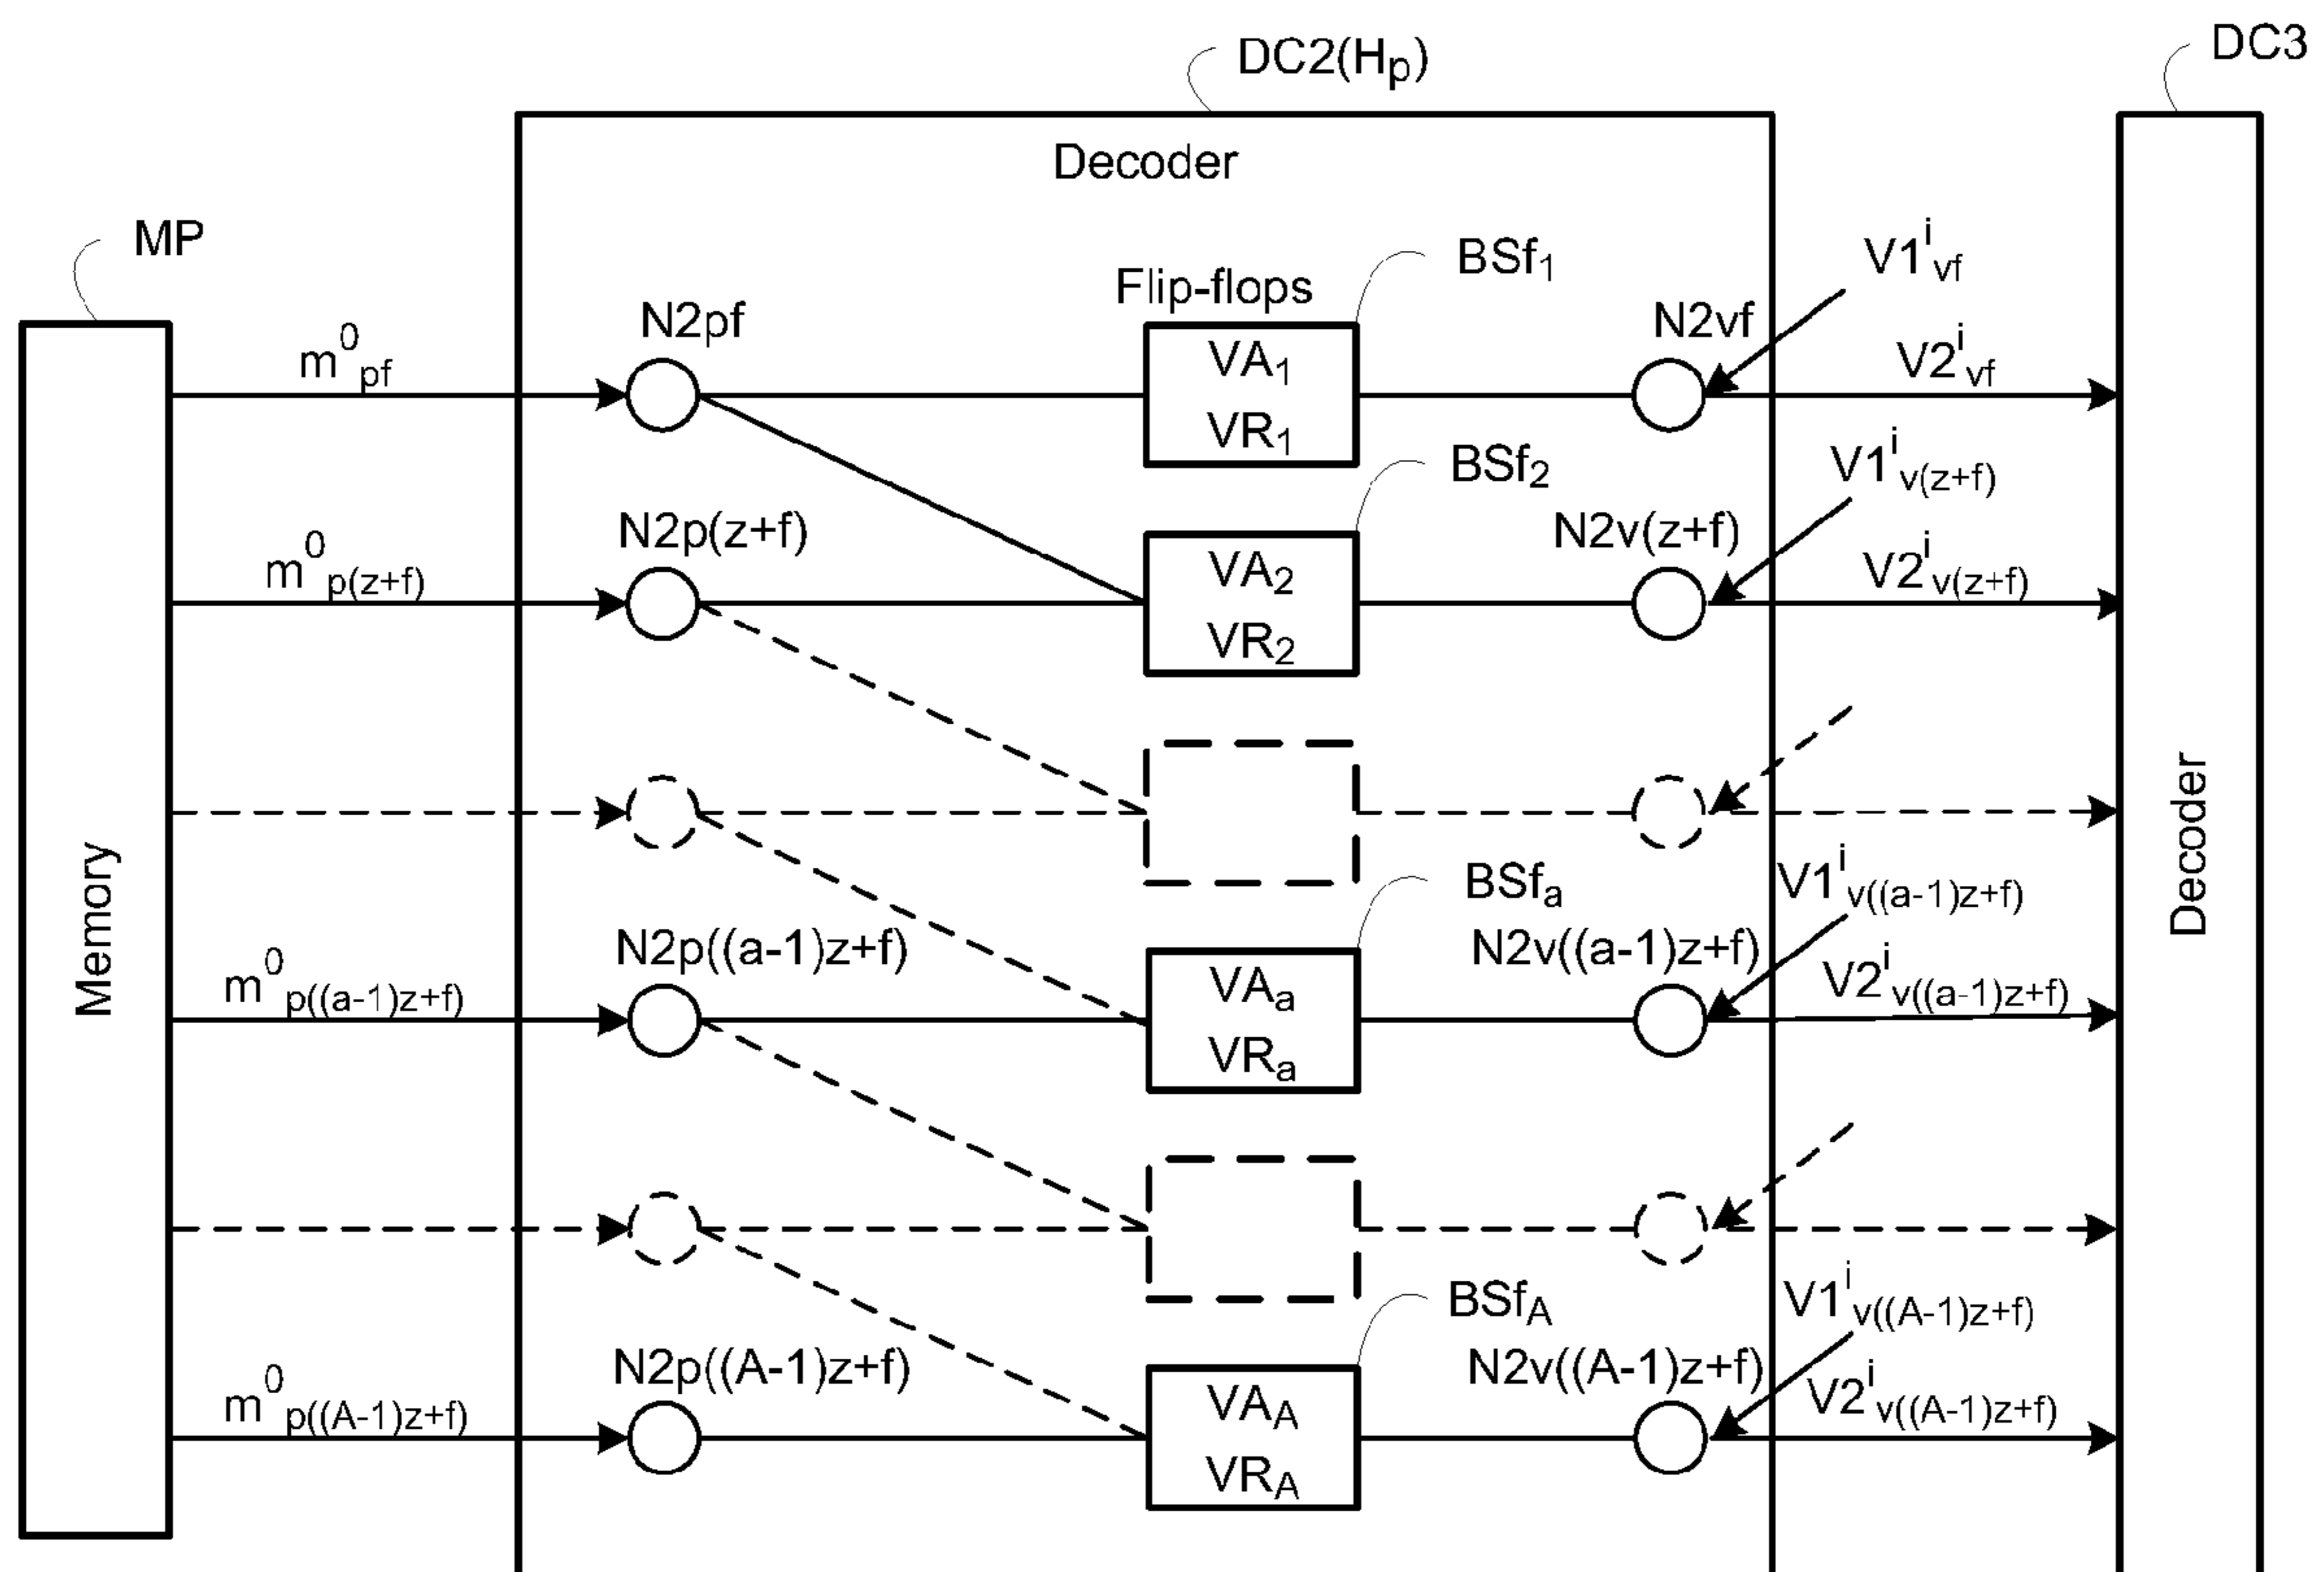 DC2(Hp)
DC3
Decoder
MP
Flip-flops
BSf1
V1^i_vf
m^0_pf
N2pf
VA1
VR1
N2vf
V2^i_vf
BSf2
V1^i_v(z+f)
m^0_p(z+f)
N2p(z+f)
VA2
VR2
N2v(z+f)
V2^i_v(z+f)
Memory
Decoder
BSfa
V1^i_v((a-1)z+f)
m^0_p((a-1)z+f)
N2p((a-1)z+f)
VAa
VRa
N2v((a-1)z+f)
V2^i_v((a-1)z+f)
BSfA
V1^i_v((A-1)z+f)
m^0_p((A-1)z+f)
N2p((A-1)z+f)
VAA
VRA
N2v((A-1)z+f)
V2^i_v((A-1)z+f)